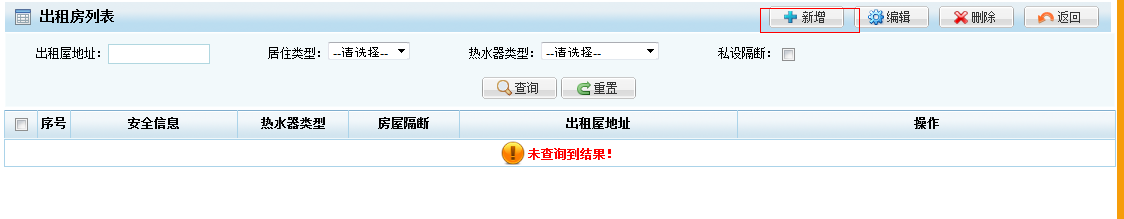 出租房列表 新增 编辑 删除 返回
出租屋地址： 居住类型： --请选择-- 热水器类型： --请选择-- 私设隔断：
查询 重置
序号 安全信息 热水器类型 房屋隔断 出租屋地址 操作
未查询到结果！